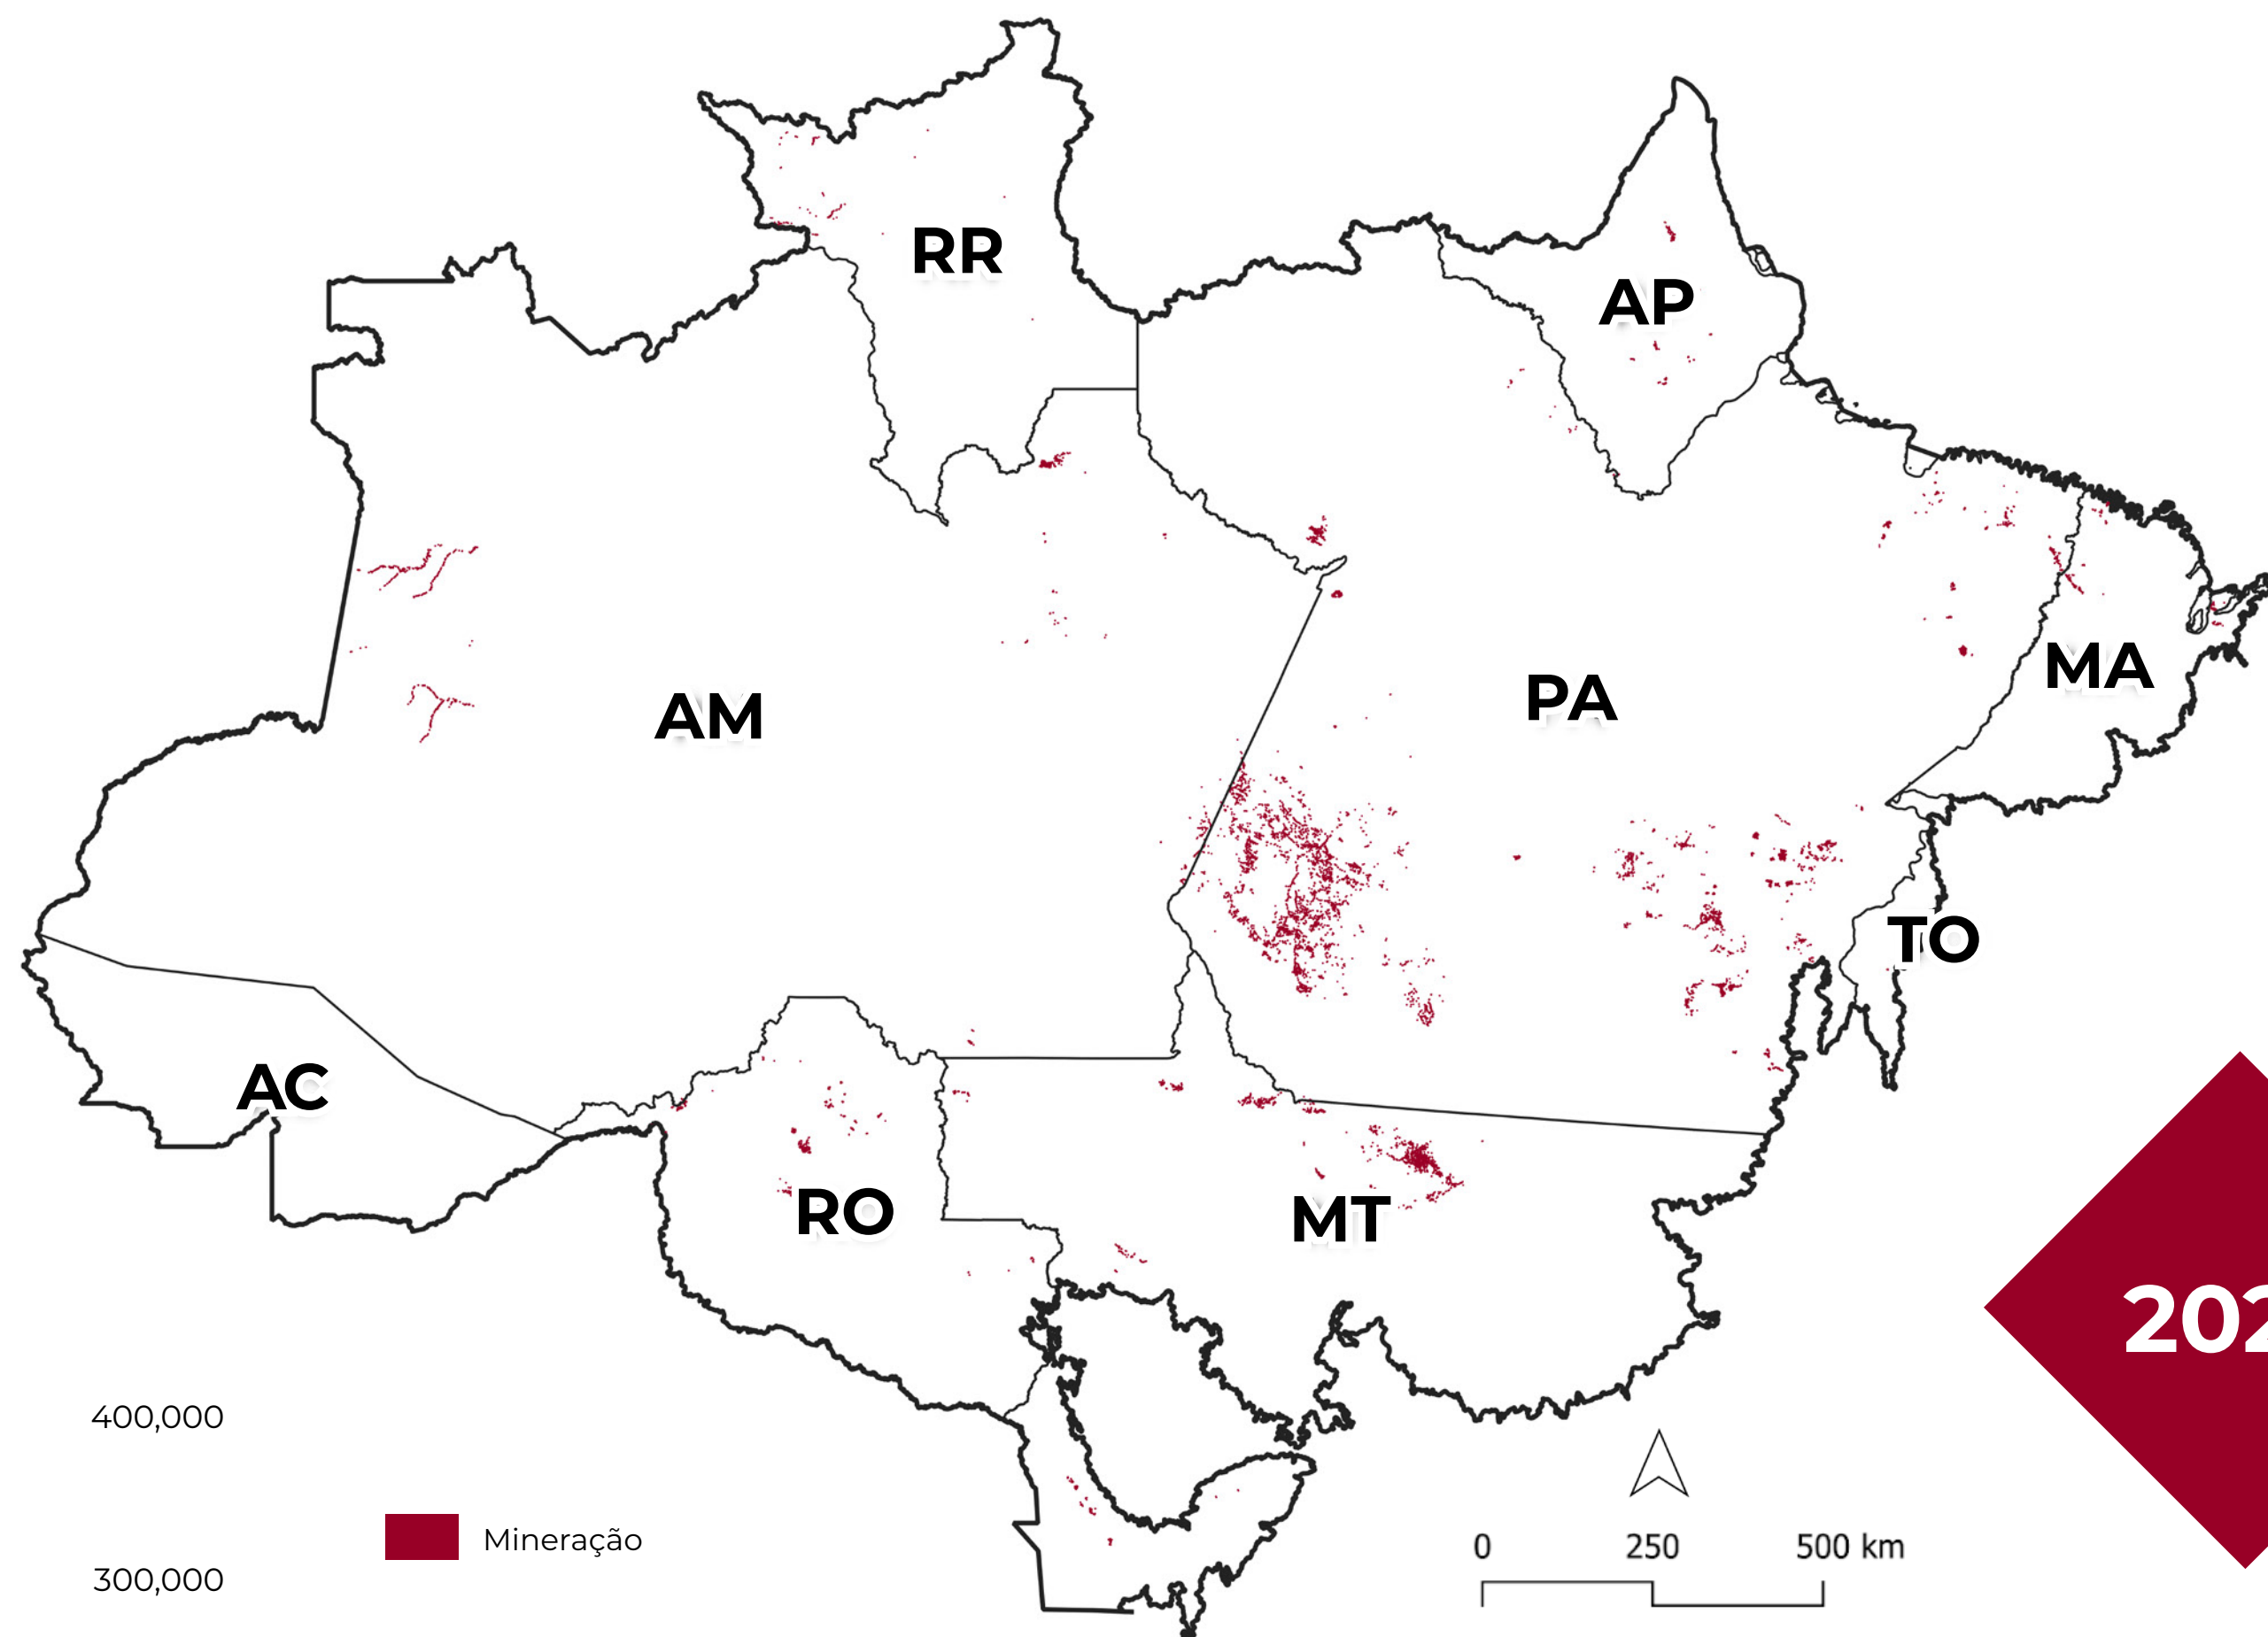 RR
AP
MA
PA
AM
TO
AC
RO
MT
202
400,000
Mineração
0 250 500 km
300,000